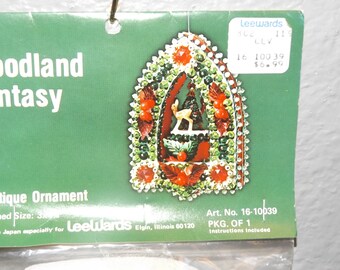 LeeWards
16 10039
$6.99
oodland
ntasy
tique Ornament
Art. No. 16-10039
PKG. OF 1
Instructions Included
Japan especially for LeeWards Elgin, Illinois 60120